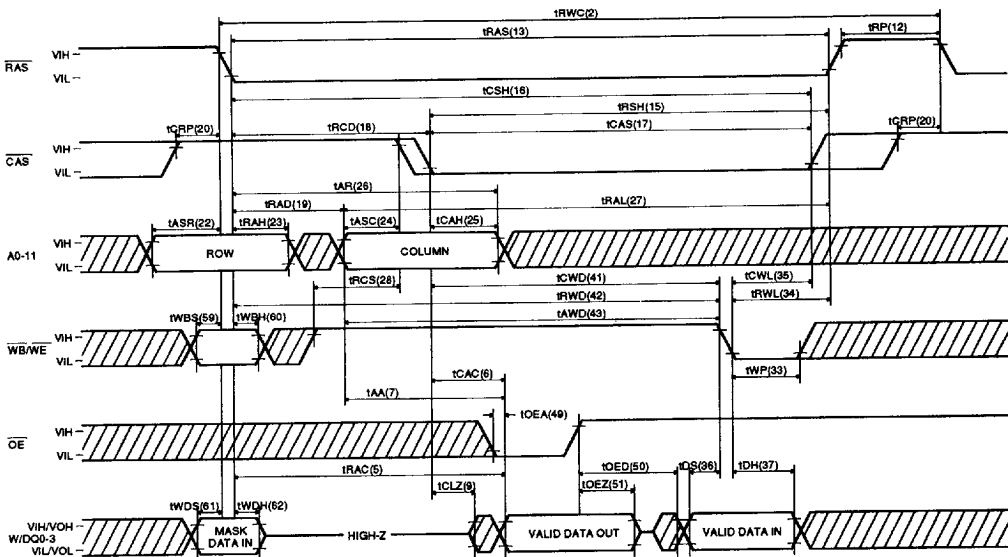 tRWC(2)
tRAS(13)
tRP(12)
RAS
VIH
VIL
tCSH(16)
tRSH(15)
tCRP(20)
tRCD(18)
tCAS(17)
tCRP(20)
CAS
VIH
VIL
tAR(26)
tRAD(19)
tRAL(27)
tASR(22)
tRAH(23)
tASC(24)
tCAH(25)
A0-11
VIH
VIL
ROW
COLUMN
tRCS(28)
tCWD(41)
tCWL(35)
tRWD(42)
tRWL(34)
tWBS(59)
tWBH(60)
tAWD(43)
WB/WE
VIH
VIL
tWP(33)
tCAC(6)
tAA(7)
tOEA(49)
OE
VIH
VIL
tRAC(5)
tOED(50)
tDS(36)
tDH(37)
tCLZ(9)
tOEZ(51)
tWDS(61)
tWDH(62)
VIH/VOH
W/DQ0-3
VIL/VOL
MASK
DATA IN
HIGH-Z
VALID DATA OUT
VALID DATA IN